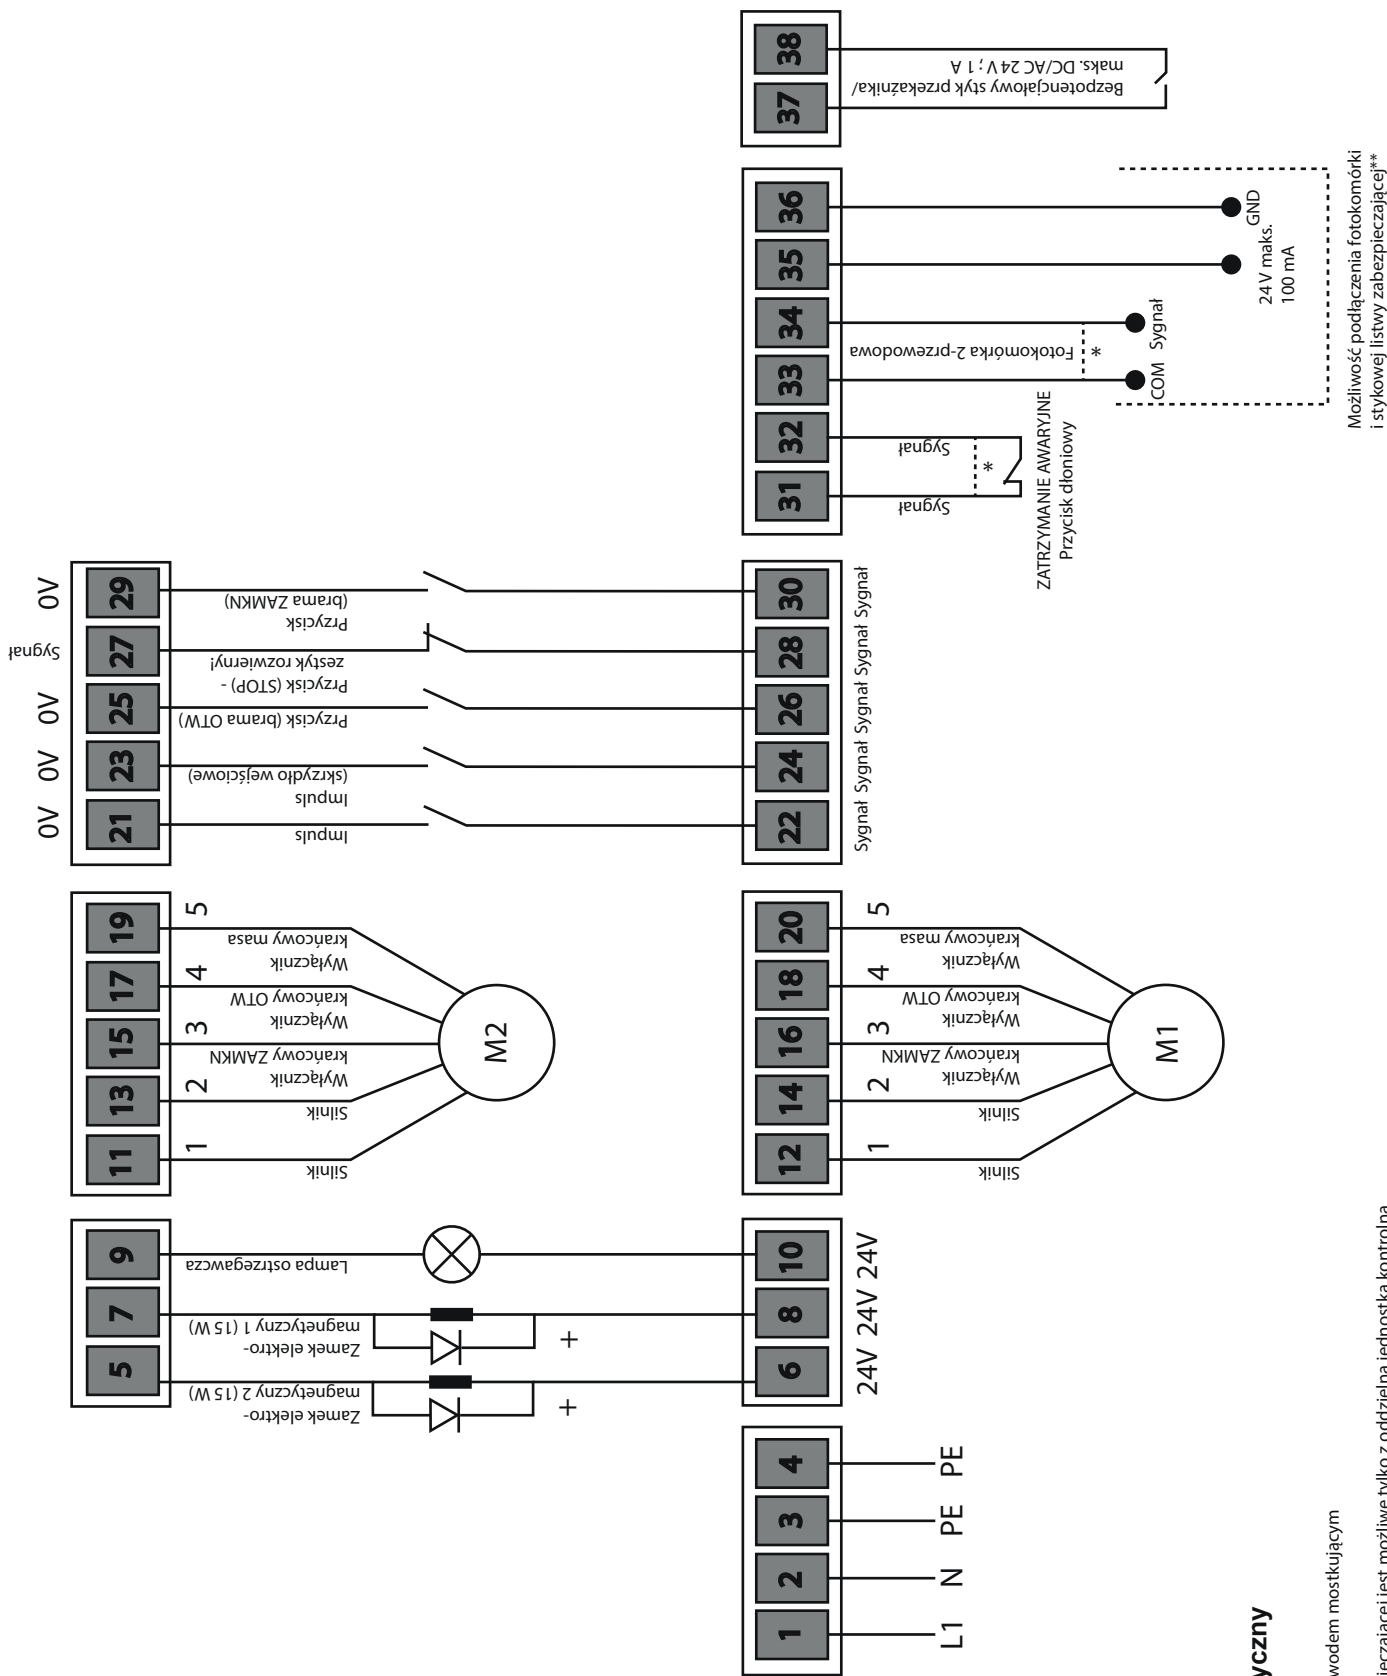 0V 0V 0V Sygnał 0V
5 7 9
11 13 15 17 19
21 23 25 27 29
Zamek elektro-
magnetyczny 2 (15 W)
Zamek elektro-
magnetyczny 1 (15 W)
Lampa ostrzegawcza
+
+
1 2 3 4 5
Silnik
Silnik
Wyłącznik
krańcowy ZAMKN
Wyłącznik
krańcowy OTW
Wyłącznik
krańcowy masa
M2
Impuls
Impuls
(skrzydło wejściowe)
Przycisk (brama OTW)
Przycisk (STOP) -
zestyk rozwierny!
Przycisk
(brama ZAMKN)
1 2 3 4
L1 N PE PE
6 8 10
24V 24V 24V
12 14 16 18 20
1 2 3 4 5
Silnik
Silnik
Wyłącznik
krańcowy ZAMKN
Wyłącznik
krańcowy OTW
Wyłącznik
krańcowy masa
M1
22 24 26 28 30
Sygnał Sygnał Sygnał Sygnał Sygnał
31 32 33 34 35 36
Sygnał
Sygnał
*
ZATRZYMANIE AWARYJNE
Przycisk dłoniowy
Fotokomórka 2-przewodowa
*
COM Sygnał
24 V maks.
100 mA
GND
37 38
Bezpotencjałowy styk przekaźnika/
maks. DC/AC 24 V ; 1 A
Możliwość podłączenia fotokomórki
i stykowej listwy zabezpieczającej**
yczny
wodem mostkującym
ieczającej jest możliwe tylko z oddzielną jednostką kontrolną